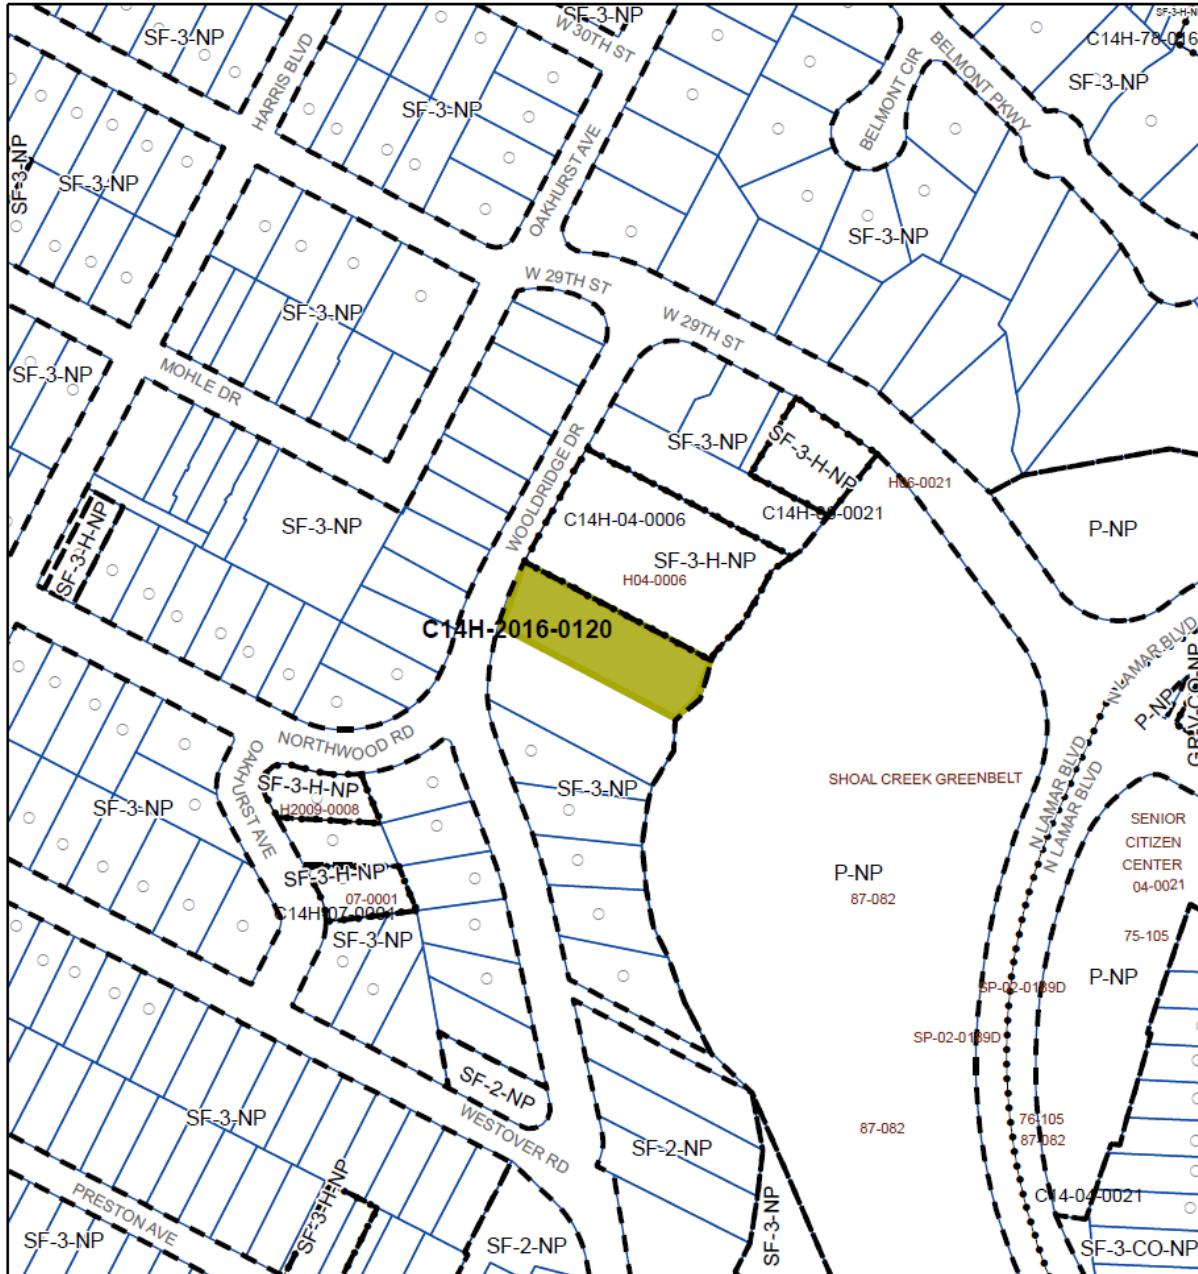 SF-3-NP
W 30TH ST
SF-3-H-N
C14H-78-016
SF-3-NP
HARRIS BLVD
BELMONT CIR
BELMONT PKWY
SF-3-NP
SF-3-NP
SF-3-NP
SF-3-NP
OAKHURST AVE
SF-3-NP
W 29TH ST
SF-3-NP
W 29TH ST
SF-3-NP
MOHLE DR
SF-3-NP
SF-3-H-NP
WOOLDRIDGE DR
H06-0021
C14H-04-0006
SF-3-NP
P-NP
SF-3-H-NP
SF-3-H-NP
H04-0006
C14H-2016-0120
N LAMAR BLVD
P-NP
NORTHWOOD RD
OAKHURST AVE
SF-3-H-NP
H2009-0008
SF-3-NP
SF-3-NP
SHOAL CREEK GREENBELT
N LAMAR BLVD
N LAMAR BLVD
SENIOR
CITIZEN
CENTER
04-0021
SF-3-H-NP
07-0001
C14H-07-0001
P-NP
87-082
SF-3-NP
75-105
P-NP
SP-02-0189D
SP-02-0189D
SF-2-NP
WESTOVER RD
SF-3-NP
SF-2-NP
87-082
76-105
87-082
SF-3-H-NP
PRESTON AVE
SF-3-NP
SF-2-NP
SF-3-NP
C14-04-0021
SF-3-CO-NP